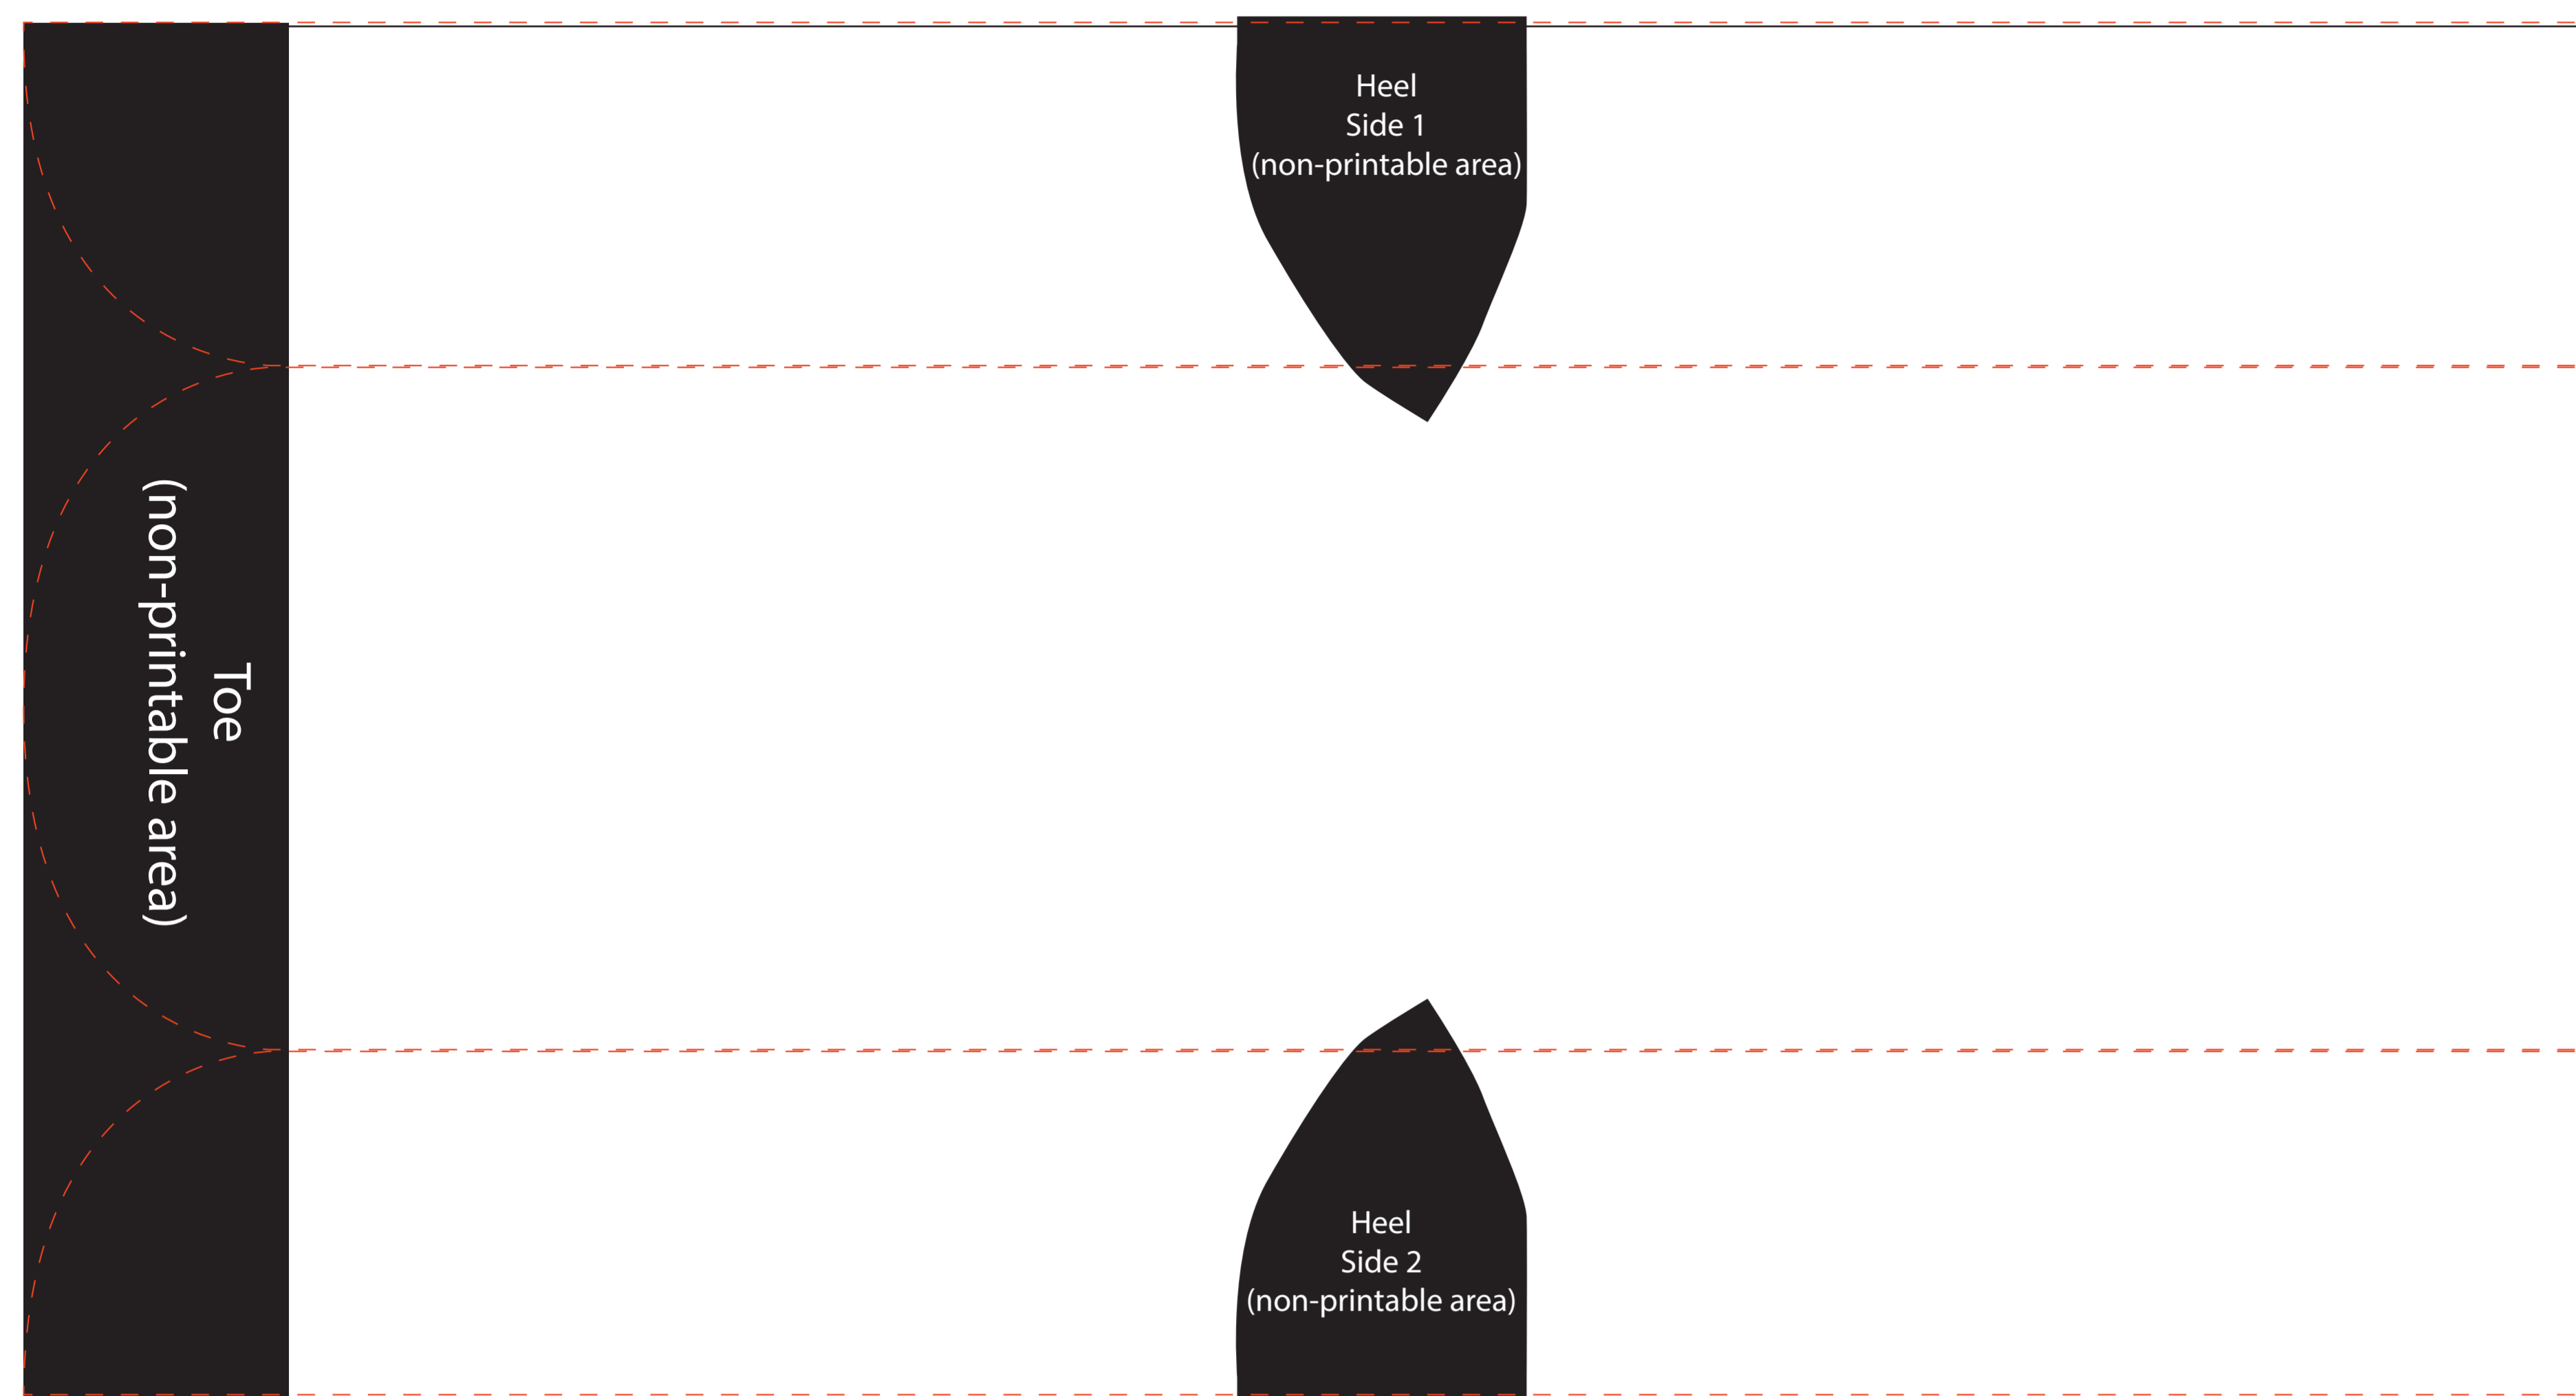 Heel
Side 1
(non-printable area)
Toe
(non-printable area)
Heel
Side 2
(non-printable area)